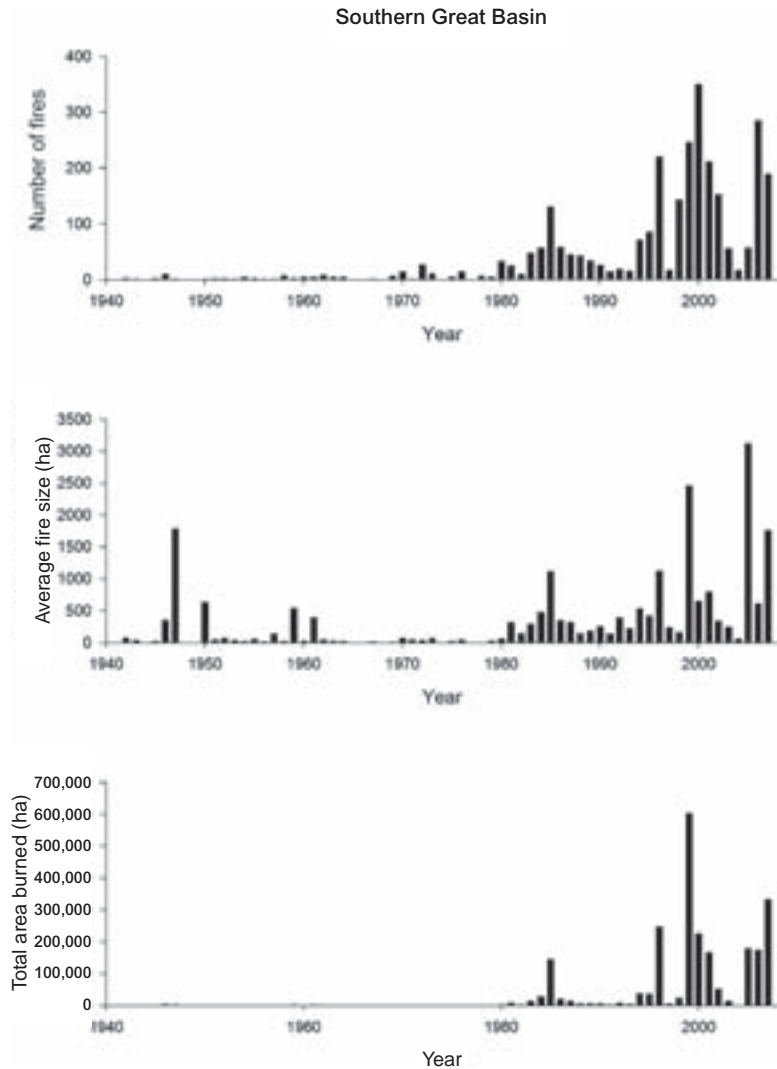 Southern Great Basin
Number of fires
400
300
200
100
0
1940 1950 1960 1970 1980 1990 2000
Year
Average fire size (ha)
3500
3000
2500
2000
1500
1000
500
0
1940 1950 1960 1970 1980 1990 2000
Year
Total area burned (ha)
700,000
600,000
500,000
400,000
300,000
200,000
100,000
0
1940 1960 1980 2000
Year